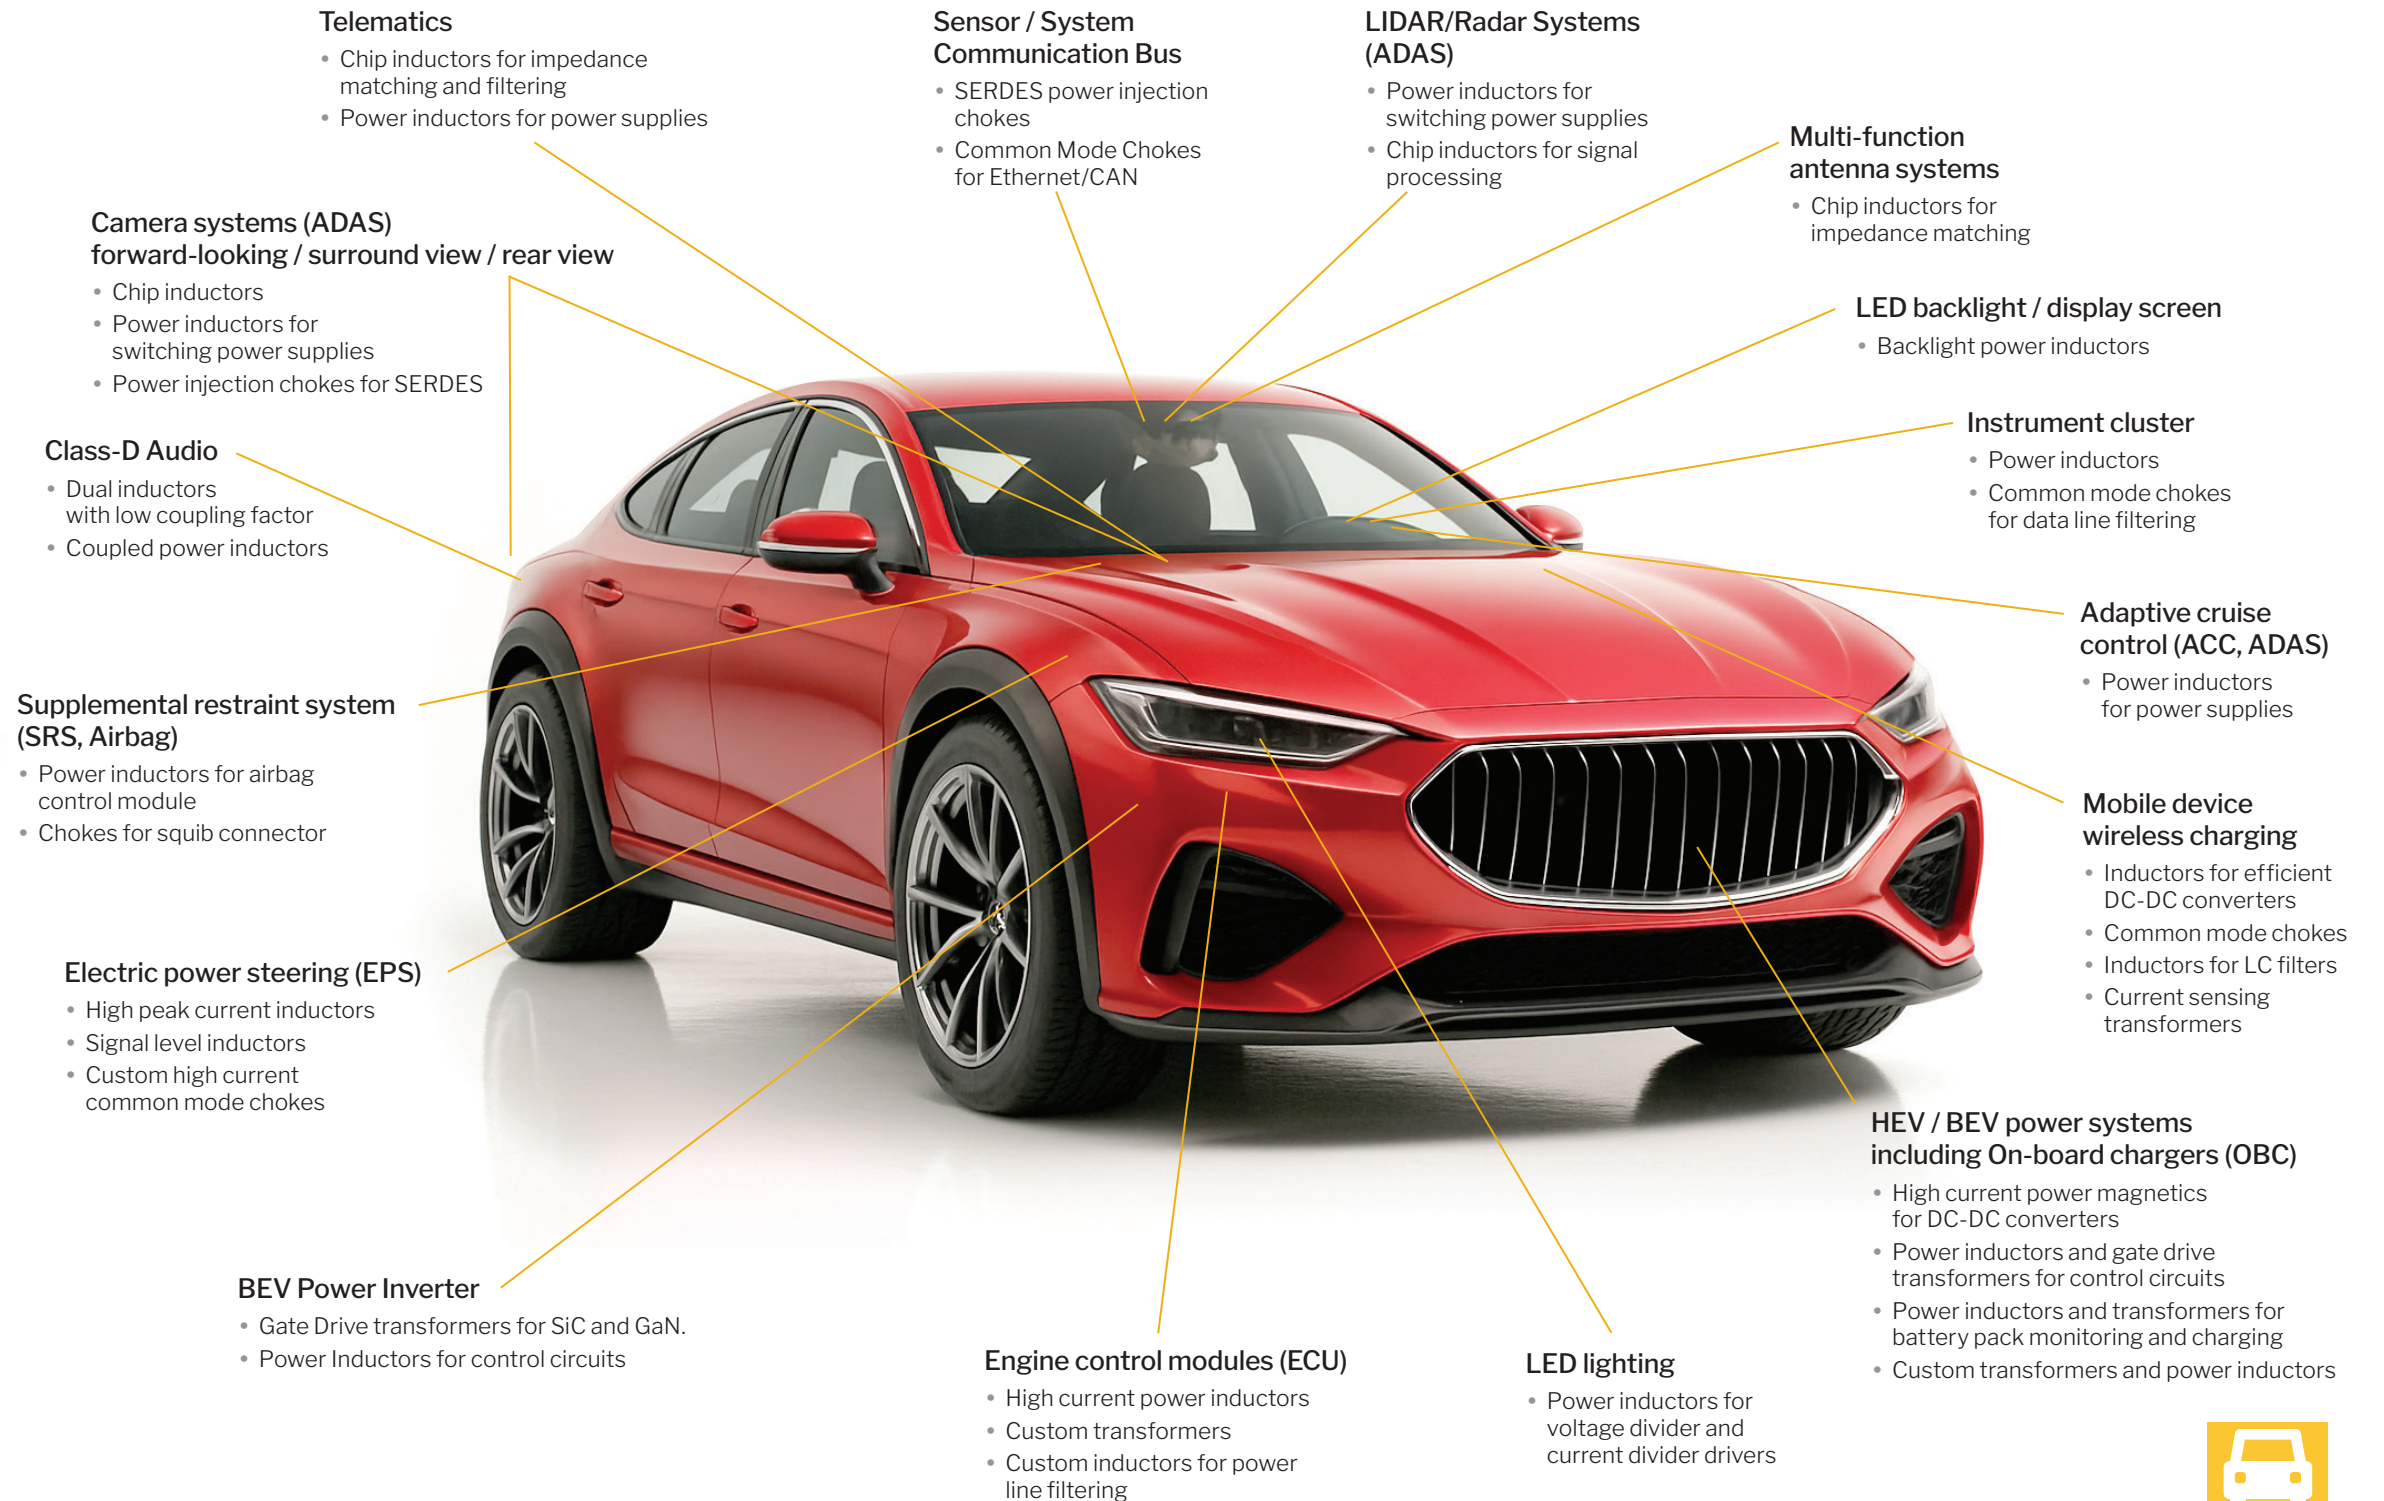 Telematics
• Chip inductors for impedance
matching and filtering
• Power inductors for power supplies
Sensor / System
Communication Bus
• SERDES power injection
chokes
• Common Mode Chokes
for Ethernet/CAN
LIDAR/Radar Systems
(ADAS)
• Power inductors for
switching power supplies
• Chip inductors for signal
processing
Multi-function
antenna systems
• Chip inductors for
impedance matching
Camera systems (ADAS)
forward-looking / surround view / rear view
• Chip inductors
• Power inductors for
switching power supplies
• Power injection chokes for SERDES
LED backlight / display screen
• Backlight power inductors
Class-D Audio
• Dual inductors
with low coupling factor
• Coupled power inductors
Instrument cluster
• Power inductors
• Common mode chokes
for data line filtering
Adaptive cruise
control (ACC, ADAS)
• Power inductors
for power supplies
Supplemental restraint system
(SRS, Airbag)
• Power inductors for airbag
control module
• Chokes for squib connector
Mobile device
wireless charging
• Inductors for efficient
DC-DC converters
• Common mode chokes
• Inductors for LC filters
• Current sensing
transformers
Electric power steering (EPS)
• High peak current inductors
• Signal level inductors
• Custom high current
common mode chokes
HEV / BEV power systems
including On-board chargers (OBC)
• High current power magnetics
for DC-DC converters
• Power inductors and gate drive
transformers for control circuits
• Power inductors and transformers for
battery pack monitoring and charging
• Custom transformers and power inductors
BEV Power Inverter
• Gate Drive transformers for SiC and GaN.
• Power Inductors for control circuits
Engine control modules (ECU)
• High current power inductors
• Custom transformers
• Custom inductors for power
line filtering
LED lighting
• Power inductors for
voltage divider and
current divider drivers